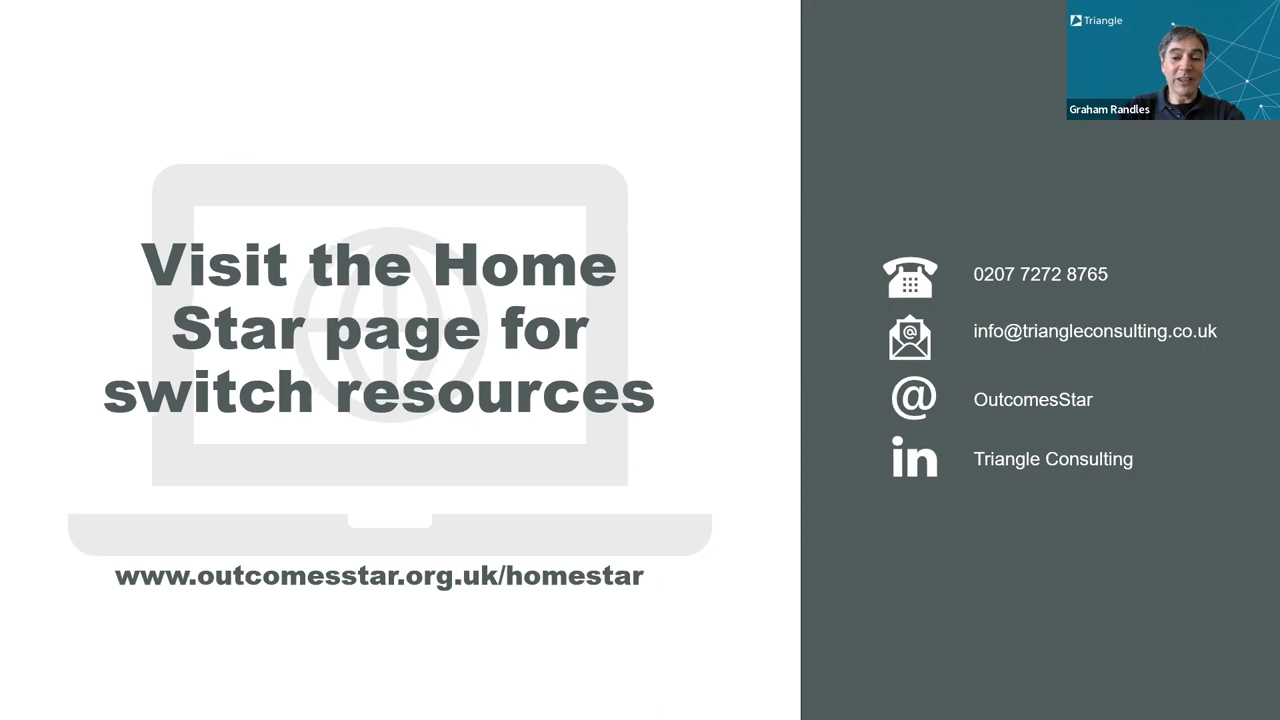 Visit the Home
Star page for
switch resources
www.outcomesstar.org.uk/homestar
Triangle
Graham Randles
0207 7272 8765
@
info@triangleconsulting.co.uk
@
OutcomesStar
in
Triangle Consulting